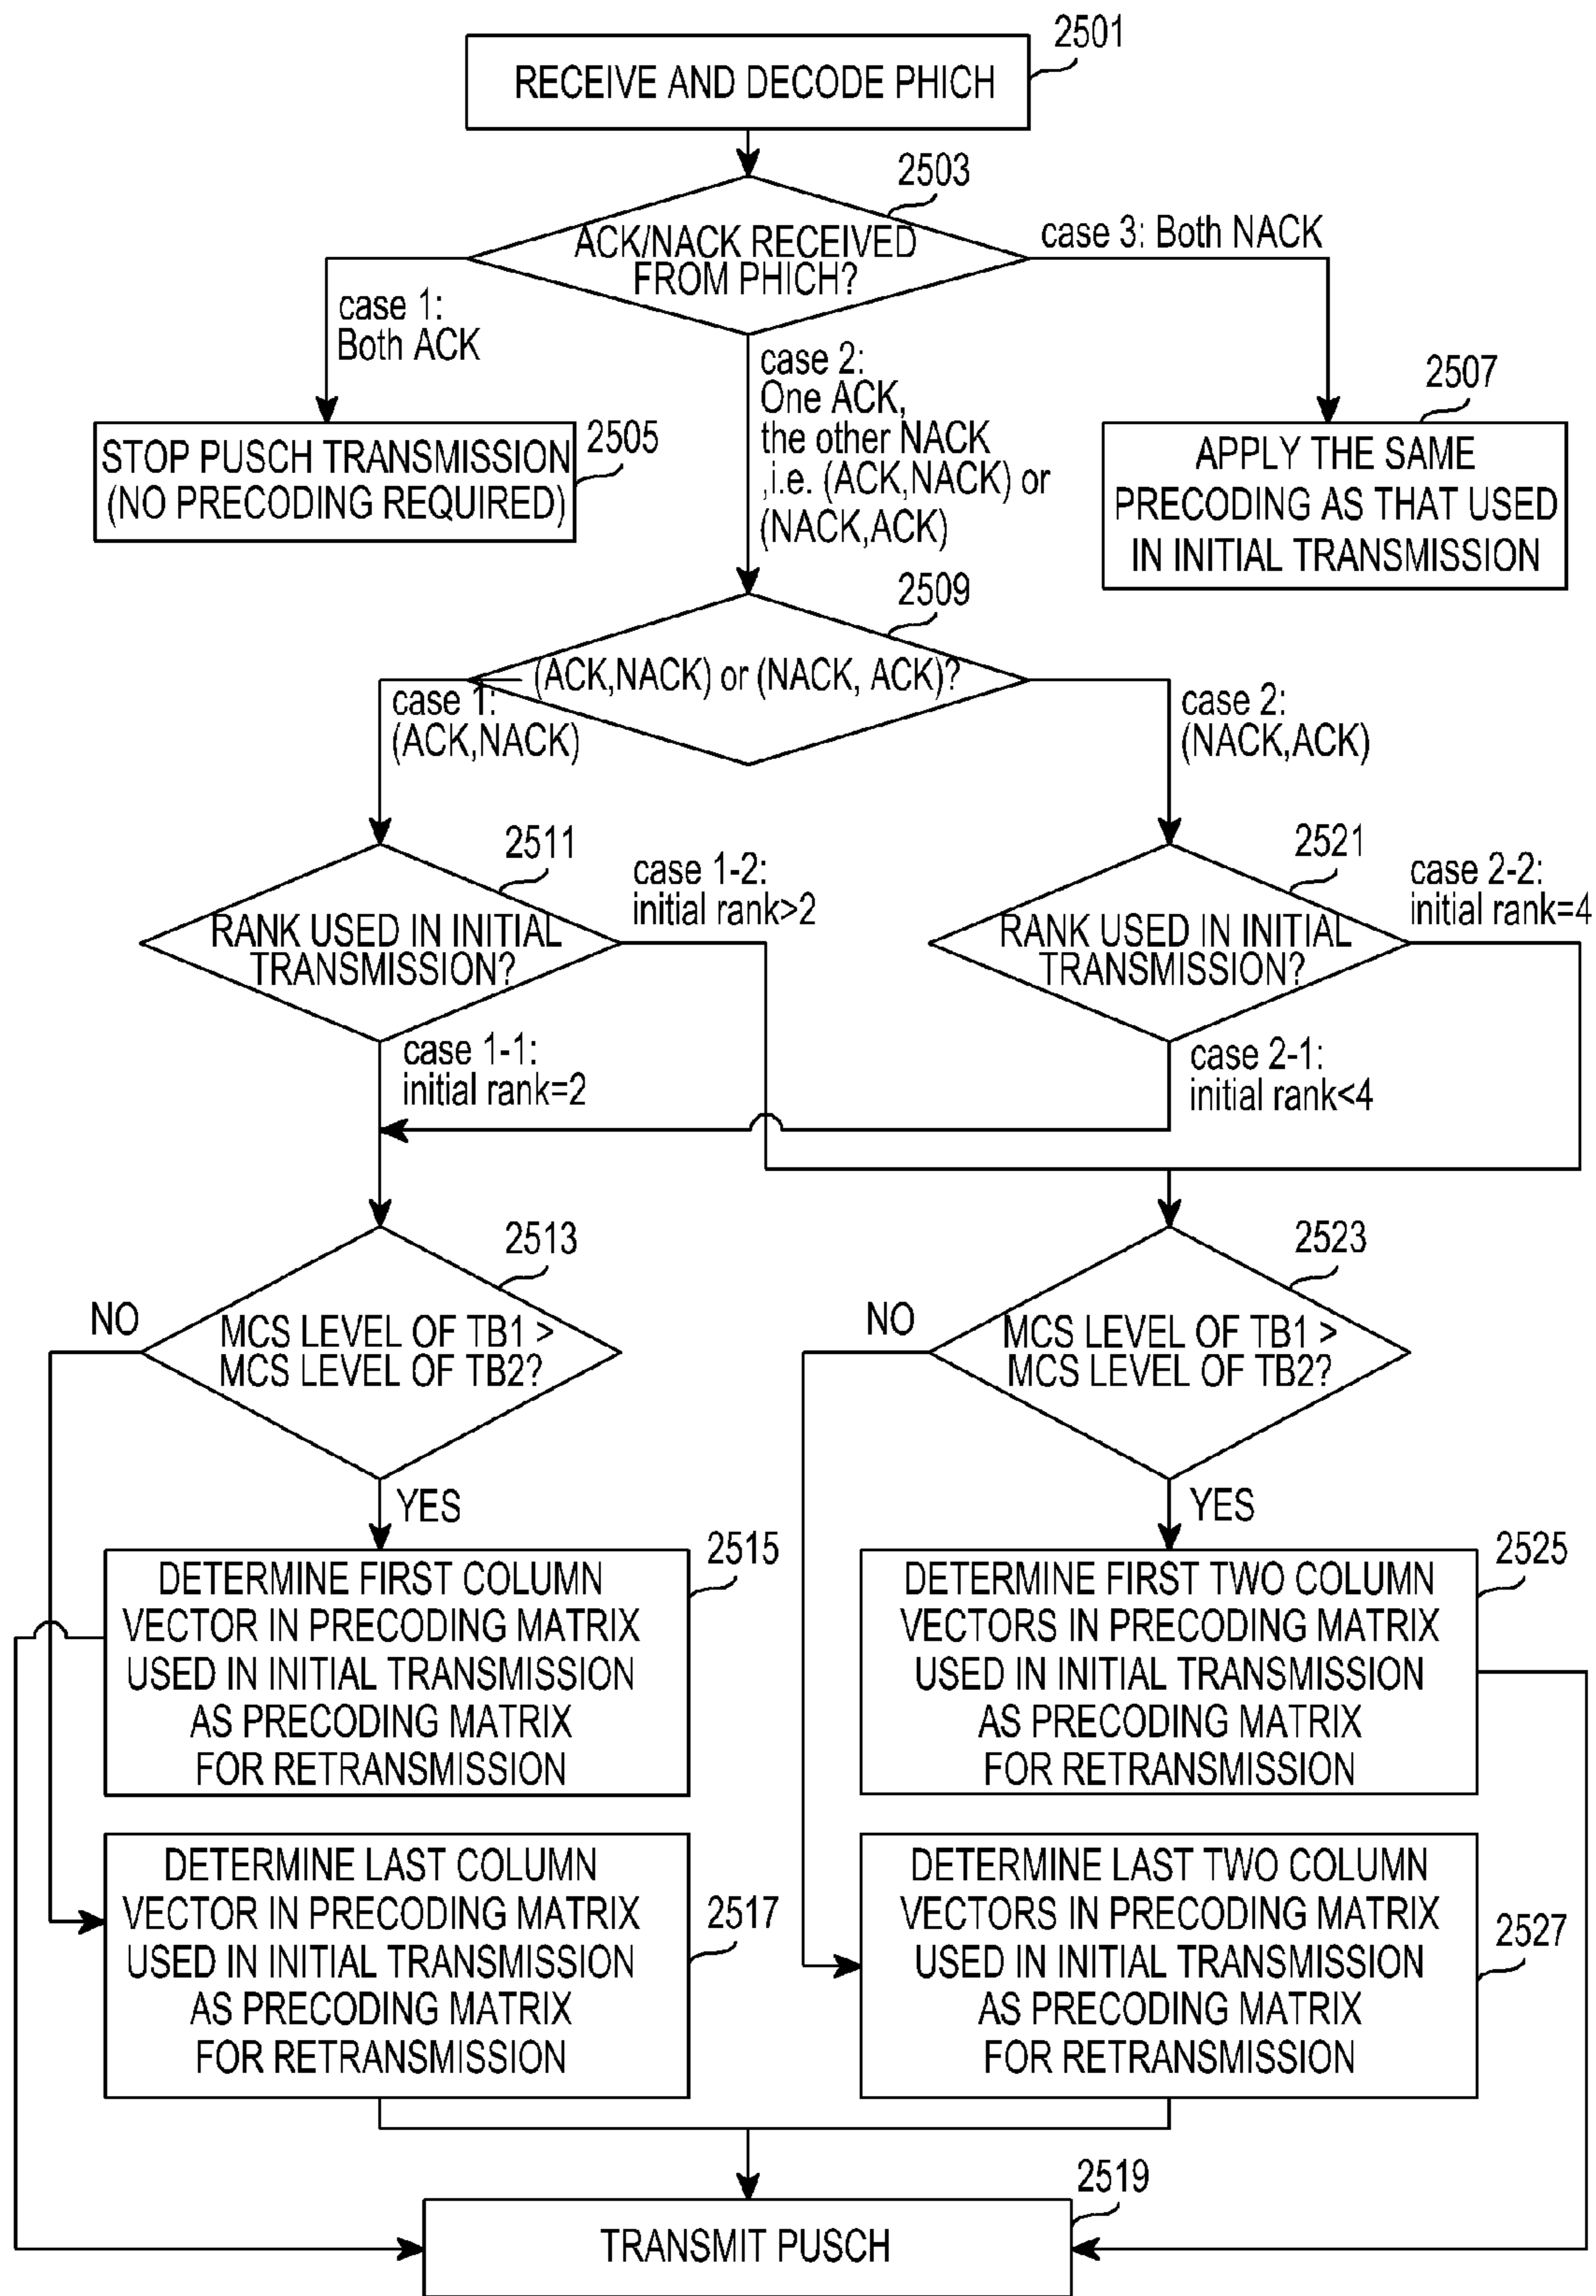 2501
RECEIVE AND DECODE PHICH
2503
ACK/NACK RECEIVED
FROM PHICH?
case 3: Both NACK
case 1:
Both ACK
case 2:
One ACK,
the other NACK
,i.e. (ACK,NACK) or
(NACK,ACK)
2505
STOP PUSCH TRANSMISSION
(NO PRECODING REQUIRED)
2507
APPLY THE SAME
PRECODING AS THAT USED
IN INITIAL TRANSMISSION
2509
(ACK,NACK) or (NACK, ACK)?
case 1:
(ACK,NACK)
case 2:
(NACK,ACK)
2511
RANK USED IN INITIAL
TRANSMISSION?
case 1-2:
initial rank>2
2521
RANK USED IN INITIAL
TRANSMISSION?
case 2-2:
initial rank=4
case 1-1:
initial rank=2
case 2-1:
initial rank<4
2513
NO
MCS LEVEL OF TB1 >
MCS LEVEL OF TB2?
YES
2523
NO
MCS LEVEL OF TB1 >
MCS LEVEL OF TB2?
YES
2515
DETERMINE FIRST COLUMN
VECTOR IN PRECODING MATRIX
USED IN INITIAL TRANSMISSION
AS PRECODING MATRIX
FOR RETRANSMISSION
2525
DETERMINE FIRST TWO COLUMN
VECTORS IN PRECODING MATRIX
USED IN INITIAL TRANSMISSION
AS PRECODING MATRIX
FOR RETRANSMISSION
2517
DETERMINE LAST COLUMN
VECTOR IN PRECODING MATRIX
USED IN INITIAL TRANSMISSION
AS PRECODING MATRIX
FOR RETRANSMISSION
2527
DETERMINE LAST TWO COLUMN
VECTORS IN PRECODING MATRIX
USED IN INITIAL TRANSMISSION
AS PRECODING MATRIX
FOR RETRANSMISSION
2519
TRANSMIT PUSCH